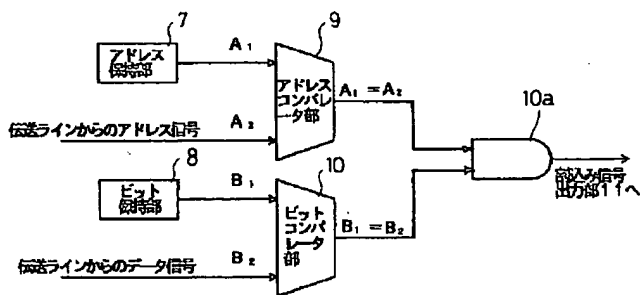 7
アドレス
保持部
A₁
9
アドレス
コンパレ
ータ部
A₁=A₂
伝送ラインからのアドレス信号
A₂
10a
8
ビット
保持部
B₁
10
ビット
コンパ
レータ
部
B₁=B₂
伝送ラインからのデータ信号
B₂
割込み信号
出力部11へ